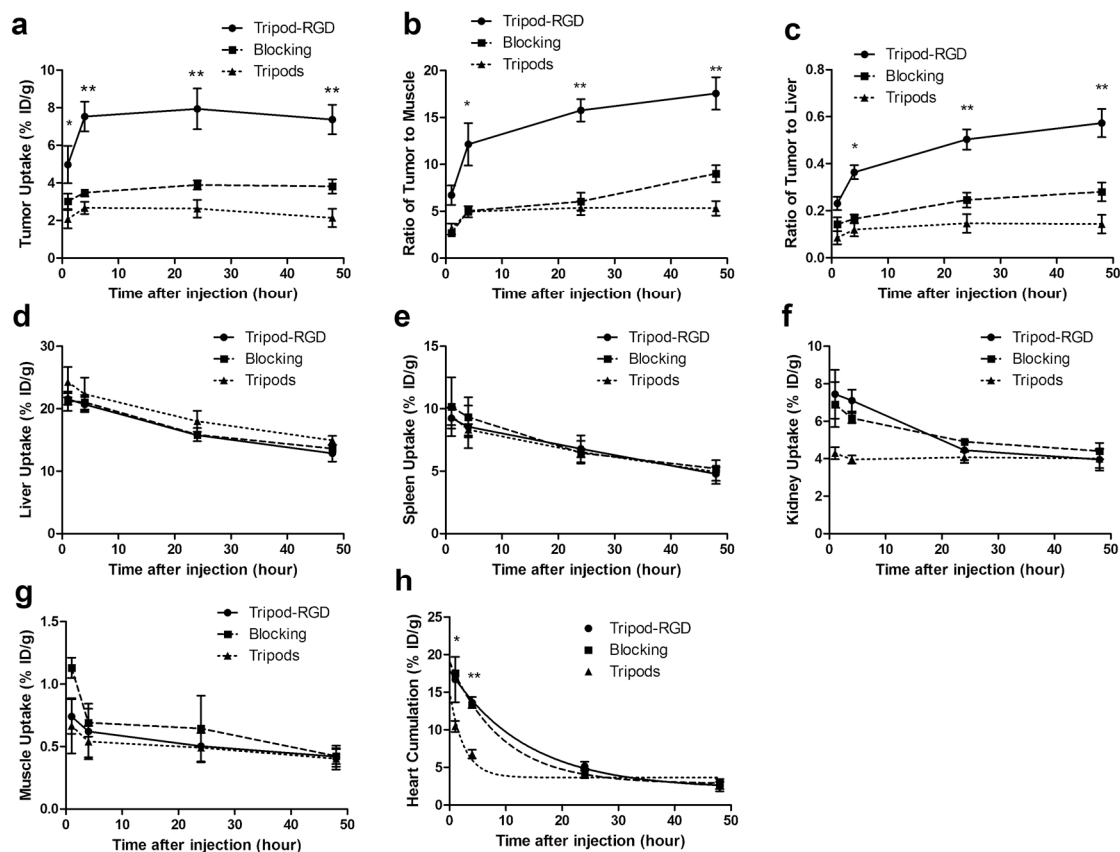 a
Tripod-RGD
Blocking
Tripods
Tumor Uptake (% ID/g)
10
8
6
4
2
0
*
**
**
**
0 10 20 30 40 50
Time after injection (hour)
b
Tripod-RGD
Blocking
Tripods
Ratio of Tumor to Muscle
20
15
10
5
0
*
**
**
0 10 20 30 40 50
Time after injection (hour)
c
Tripod-RGD
Blocking
Tripods
Ratio of Tumor to Liver
0.8
0.6
0.4
0.2
0.0
*
**
**
0 10 20 30 40 50
Time after injection (hour)
d
Tripod-RGD
Blocking
Tripods
Liver Uptake (% ID/g)
30
20
10
0
0 10 20 30 40 50
Time after injection (hour)
e
Tripod-RGD
Blocking
Tripods
Spleen Uptake (% ID/g)
15
10
5
0
0 10 20 30 40 50
Time after injection (hour)
f
Tripod-RGD
Blocking
Tripods
Kidney Uptake (% ID/g)
10
8
6
4
2
0
0 10 20 30 40 50
Time after injection (hour)
g
Tripod-RGD
Blocking
Tripods
Muscle Uptake (% ID/g)
1.5
1.0
0.5
0.0
0 10 20 30 40 50
Time after injection (hour)
h
Tripod-RGD
Blocking
Tripods
Heart Cumulation (% ID/g)
25
20
15
10
5
0
*
**
0 10 20 30 40 50
Time after injection (hour)